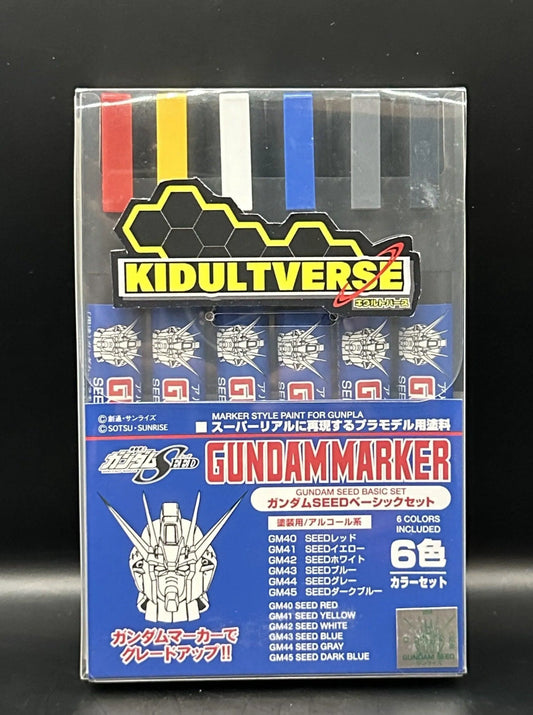 KIDULTVERSE
キダルト・バース
SEED
SEED
©創通・サンライズ
©SOTSU・SUNRISE
MARKER STYLE PAINT FOR GUNPLA
■スーパーリアルに再現するプラモデル用塗料
ガンダムSEED
GUNDAMMARKER
GUNDAM SEED BASIC SET
ガンダムSEEDベーシックセット
塗装用/アルコール系
6 COLORS
INCLUDED
6色
カラーセット
GM40 SEEDレッド
GM41 SEEDイエロー
GM42 SEEDホワイト
GM43 SEEDブルー
GM44 SEEDグレー
GM45 SEEDダークブルー
GM40 SEED RED
GM41 SEED YELLOW
GM42 SEED WHITE
GM43 SEED BLUE
GM44 SEED GRAY
GM45 SEED DARK BLUE
ガンダムマーカーで
グレードアップ!!
GUNDAM SEED